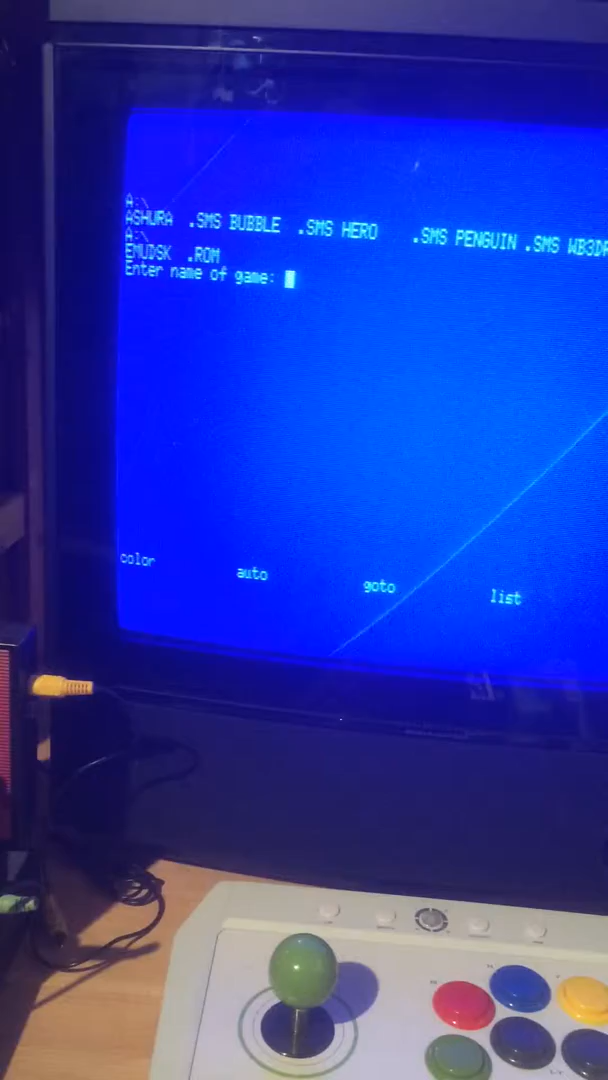 A:\
ASHURA .SMS BUBBLE .SMS HERO .SMS PENGUIN .SMS WB3DR
A:\
EMUDSK .ROM
Enter name of game:
color auto goto list